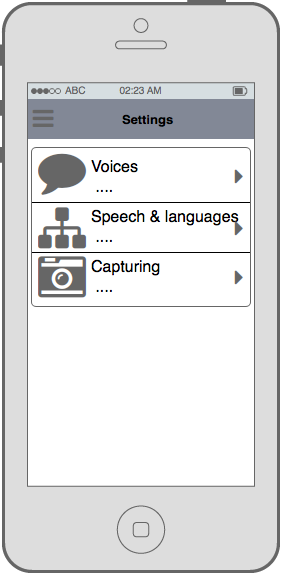 ABC 02:23 AM
Settings
Voices
....
Speech & languages
....
Capturing
....